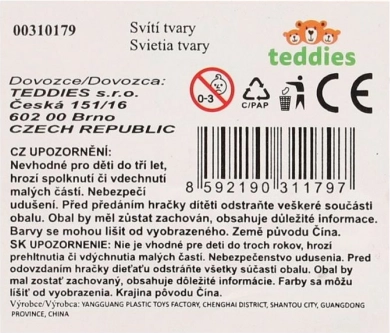 00310179
Svítí tvary
Svietia tvary
teddies
Dovozce/Dovozca:
TEDDIES s.r.o.
Česká 151/16
602 00 Brno
CZECH REPUBLIC
0-3
C/PAP
CE
CZ UPOZORNĚNÍ:
Nevhodné pro děti do tří let,
hrozí spolknutí či vdechnutí
malých částí. Nebezpečí
8 592190 311797
udušení. Před předáním hračky dítěti odstraňte veškeré součásti
obalu. Obal by měl zůstat zachován, obsahuje důležité informace.
Barvy se mohou lišit od vyobrazeného. Země původu Čína.
SK UPOZORNENIE: Nie je vhodné pre deti do troch rokov, hrozí
prehltnutia či vdýchnutia malých častí. Nebezpečenstvo udusenia. Pred
odovzdaním hračky dieťaťu odstráňte všetky súčasti obalu. Obal by mal
zostať zachovaný, obsahuje dôležité informácie. Farby sa môžu
líšiť od vyobrazeného. Krajina pôvodu Čína.
Výrobce/Výrobca: YANGGUANG PLASTIC TOYS FACTORY, CHENGHAI DISTRICT, SHANTOU CITY, GUANGDONG
PROVINCE, CHINA